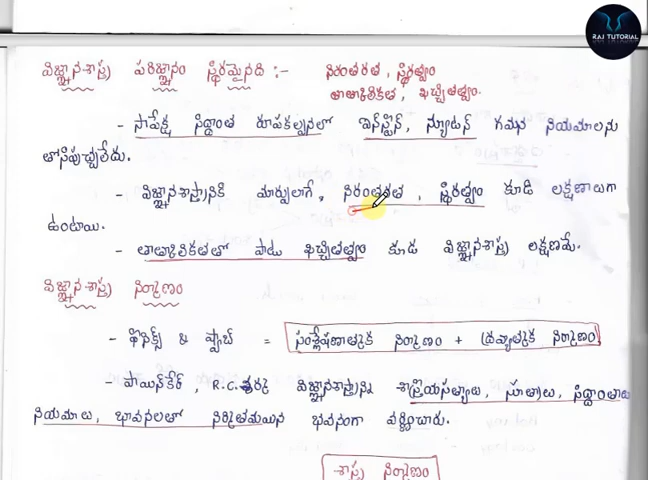 RAJ TUTORIAL
విజ్ఞానశాస్త్ర పరిజ్ఞానం స్థిరమైనది :- నిరంతరత, స్థిరత్వం
తాత్కాలికత, ఖచ్చితత్వం.
- సాపేక్ష సిద్ధాంత రూపకల్పనలో ఐన్‌స్టీన్, న్యూటన్ గమన నియమాలను
తోసిపుచ్చలేదు.
- విజ్ఞానశాస్త్రానికి మార్పులాగే, నిరంతరత, స్థిరత్వం కూడి లక్షణాలుగా
ఉంటాయి.
- తాత్కాలికతతో పాటు ఖచ్చితత్వం కూడ విజ్ఞానశాస్త్ర లక్షణమే.
విజ్ఞానశాస్త్ర నిర్మాణం
- ఫొనిక్స్ & ష్వాబ్ = సంశ్లేషణాత్మక నిర్మాణం + ద్రవ్యాత్మక నిర్మాణం
- పాయిన్‌కేర్, R.C.శర్మ విజ్ఞానశాస్త్రాన్ని శాస్త్రీయసత్యాలు, సూత్రాలు, సిద్ధాంతాలు
నియమాలు, భావనలతో నిర్మితమయిన భవనంగా వర్ణించారు.
శాస్త్ర నిర్మాణం